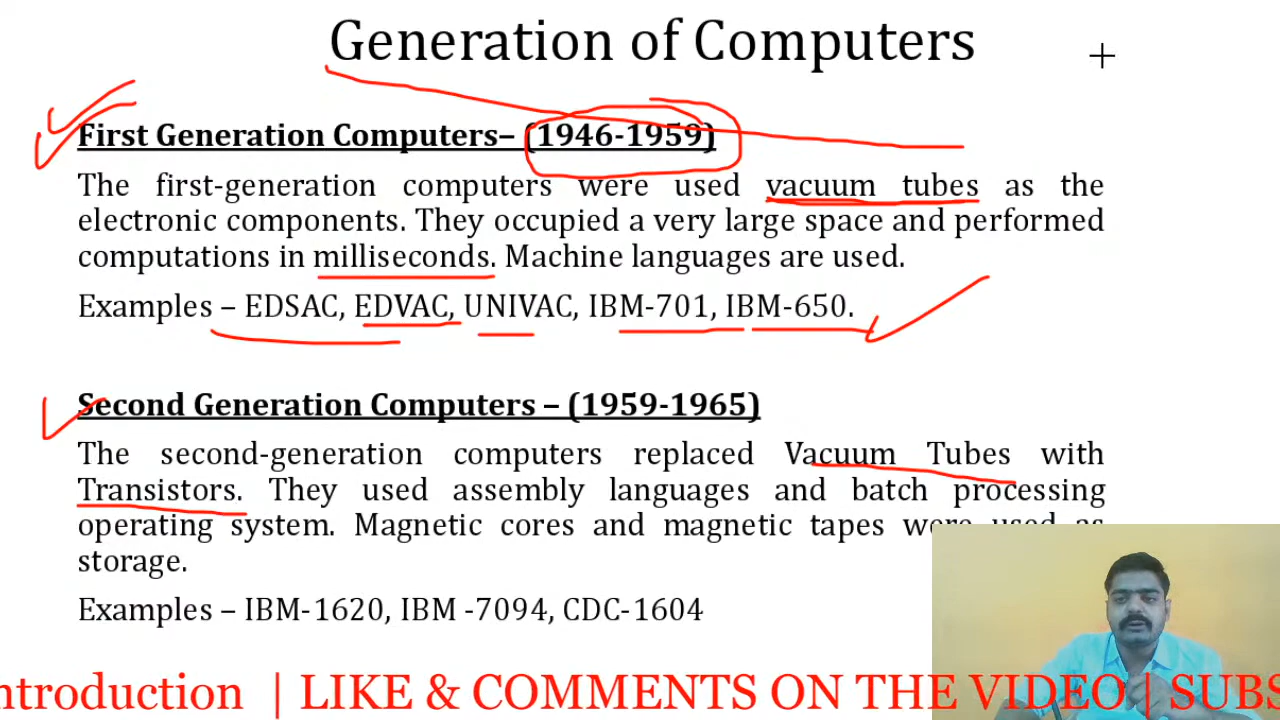 Generation of Computers
First Generation Computers– (1946-1959)
The first-generation computers were used vacuum tubes as the
electronic components. They occupied a very large space and performed
computations in milliseconds. Machine languages are used.
Examples – EDSAC, EDVAC, UNIVAC, IBM-701, IBM-650.
Second Generation Computers – (1959-1965)
The second-generation computers replaced Vacuum Tubes with
Transistors. They used assembly languages and batch processing
operating system. Magnetic cores and magnetic tapes were used as
storage.
Examples – IBM-1620, IBM -7094, CDC-1604
ntroduction | LIKE & COMMENTS ON THE VIDEO | SUBS